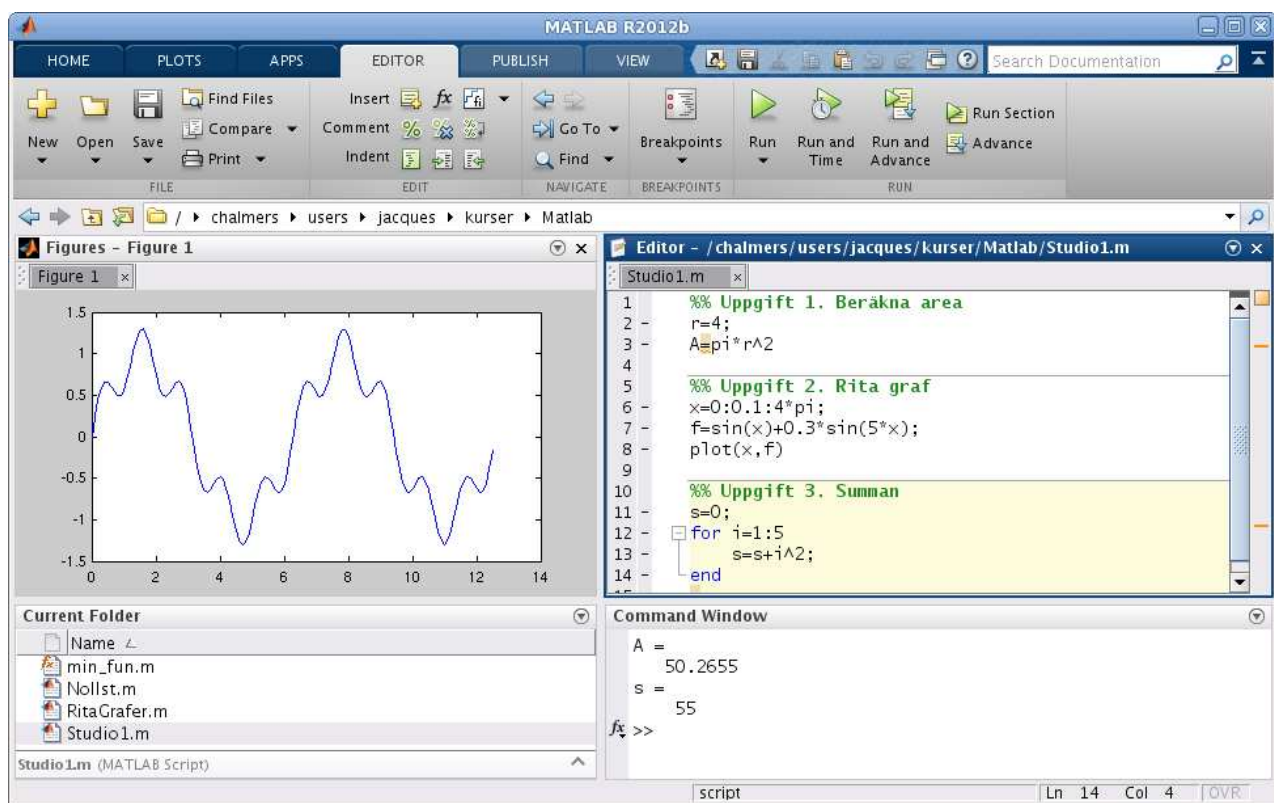 MATLAB R2012b
HOME PLOTS APPS EDITOR PUBLISH VIEW Search Documentation
New Open Save Find Files Compare Print
FILE
Insert fx fi
Comment % %
Indent
EDIT
Go To
Find
NAVIGATE
Breakpoints
BREAKPOINTS
Run Run and Time Run and Advance Run Section Advance
RUN
/ chalmers users jacques kurser Matlab
Figures - Figure 1
Figure 1
1.5
1
0.5
0
-0.5
-1
-1.5
0 2 4 6 8 10 12 14
Editor - /chalmers/users/jacques/kurser/Matlab/Studio1.m
Studio1.m
1 %% Uppgift 1. Beräkna area
2 - r=4;
3 - A=pi*r^2
4
5 %% Uppgift 2. Rita graf
6 - x=0:0.1:4*pi;
7 - f=sin(x)+0.3*sin(5*x);
8 - plot(x,f)
9
10 %% Uppgift 3. Summan
11 - s=0;
12 - for i=1:5
13 - s=s+i^2;
14 - end
Current Folder
Name
min_fun.m
Nollst.m
RitaGrafer.m
Studio1.m
Studio1.m (MATLAB Script)
Command Window
A =
50.2655
s =
55
fx >>
script Ln 14 Col 4 OVR